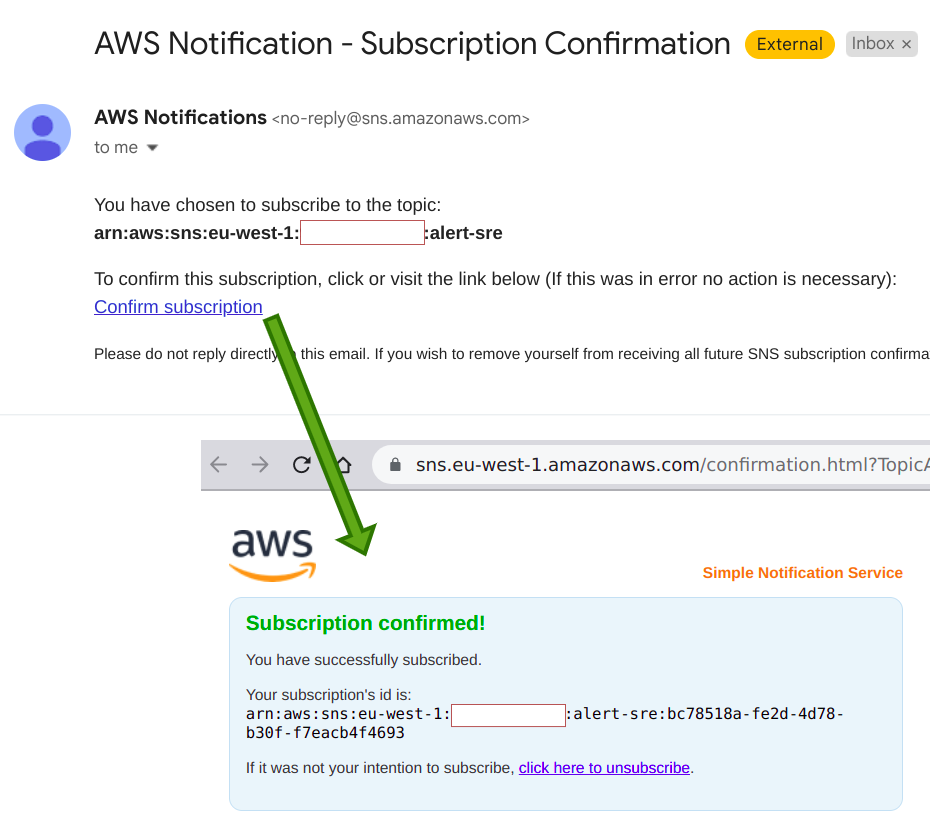 AWS Notification - Subscription Confirmation External Inbox ×
AWS Notifications <no-reply@sns.amazonaws.com>
to me
You have chosen to subscribe to the topic:
arn:aws:sns:eu-west-1: :alert-sre
To confirm this subscription, click or visit the link below (If this was in error no action is necessary):
Confirm subscription
Please do not reply directly this email. If you wish to remove yourself from receiving all future SNS subscription confirma
sns.eu-west-1.amazonaws.com/confirmation.html?TopicA
aws
Simple Notification Service
Subscription confirmed!
You have successfully subscribed.
Your subscription's id is:
arn:aws:sns:eu-west-1: :alert-sre:bc78518a-fe2d-4d78-
b30f-f7eacb4f4693
If it was not your intention to subscribe, click here to unsubscribe.